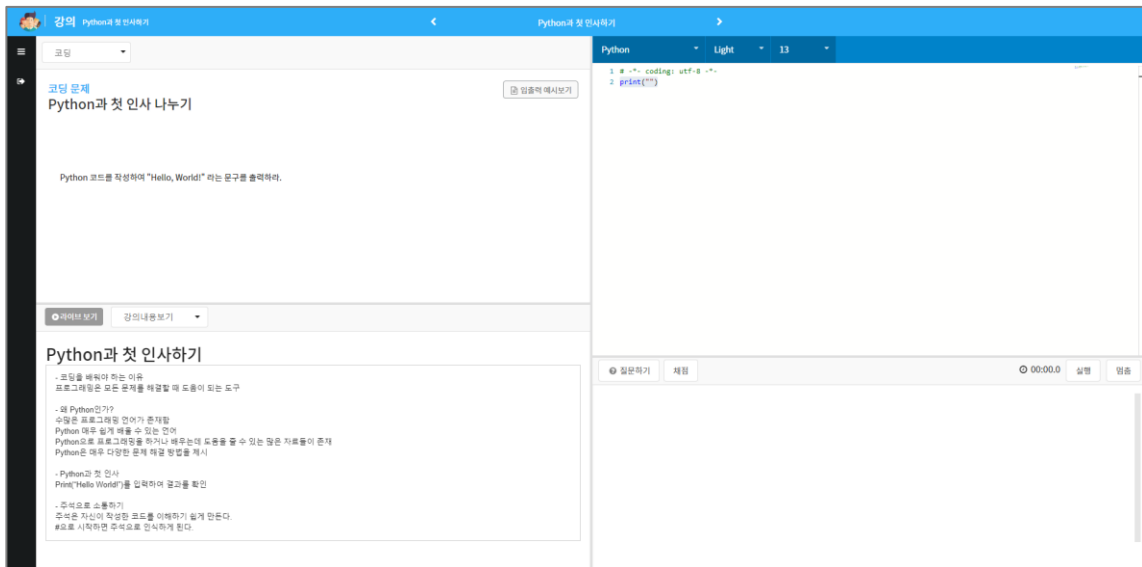 강의 Python과 첫 인사하기
Python과 첫 인사하기
코딩
코딩 문제
Python과 첫 인사 나누기
입출력 예시보기
Python 코드를 작성하여 "Hello, World!" 라는 문구를 출력하라.
라이브 보기
강의내용보기
Python과 첫 인사하기
- 코딩을 배워야 하는 이유
프로그래밍은 모든 문제를 해결할 때 도움이 되는 도구
- 왜 Python인가?
수많은 프로그래밍 언어가 존재함
Python 매우 쉽게 배울 수 있는 언어
Python으로 프로그래밍을 하거나 배우는데 도움을 줄 수 있는 많은 자료들이 존재
Python은 매우 다양한 문제 해결 방법을 제시
- Python과 첫 인사
Print("Hello World!")를 입력하여 결과를 확인
- 주석으로 소통하기
주석은 자신이 작성한 코드를 이해하기 쉽게 만든다.
#으로 시작하면 주석으로 인식하게 된다.
Python Light 13
1 # -*- coding: utf-8 -*-
2 print("")
질문하기 채점 00:00.0 실행 멈춤